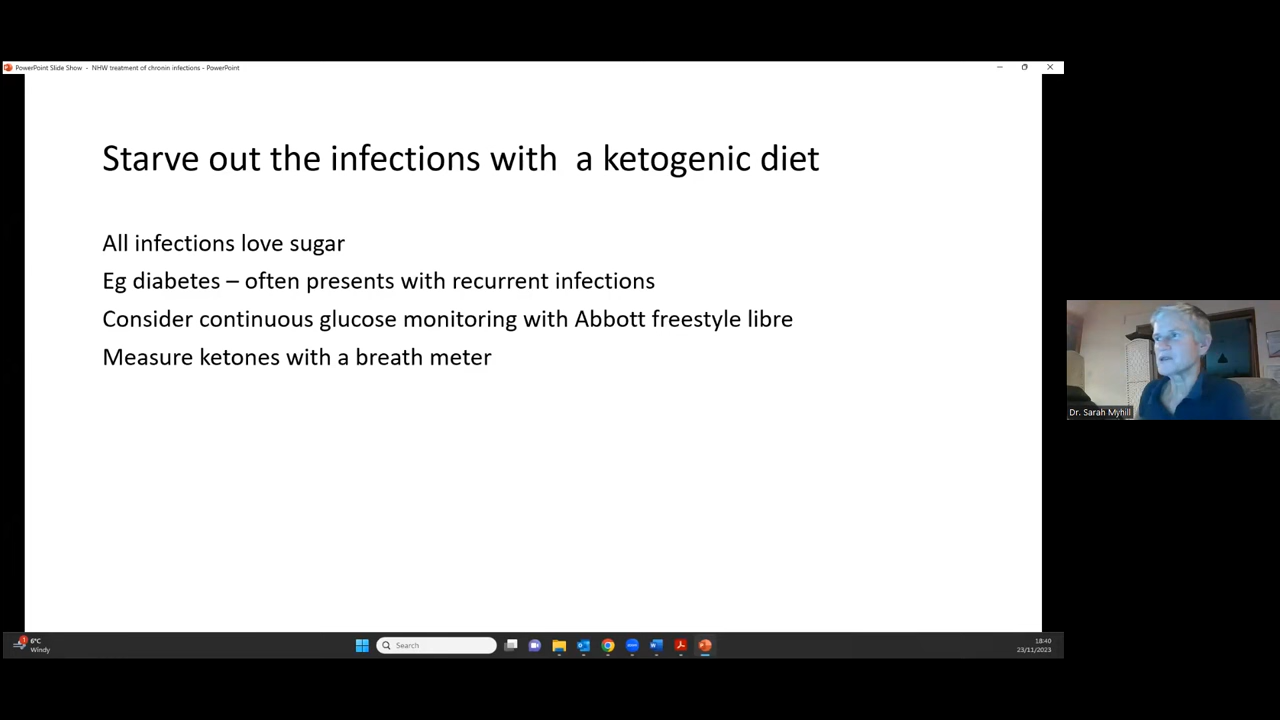 PowerPoint Slide Show - NHW treatment of chronin infections - PowerPoint
Starve out the infections with a ketogenic diet
All infections love sugar
Eg diabetes – often presents with recurrent infections
Consider continuous glucose monitoring with Abbott freestyle libre
Measure ketones with a breath meter
Dr. Sarah Myhill
1
6°C
Windy
Search
18:40
23/11/2023